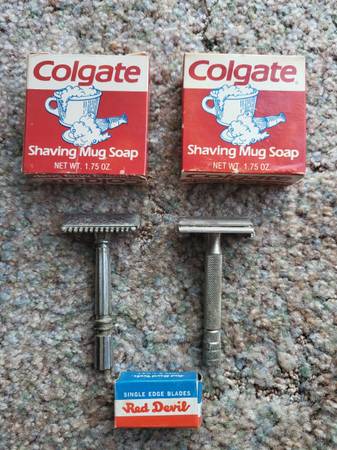 Colgate
Shaving Mug Soap
NET WT. 1.75 OZ.
Colgate
Shaving Mug Soap
NET WT. 1.75 OZ.
SINGLE EDGE BLADES
Red Devil